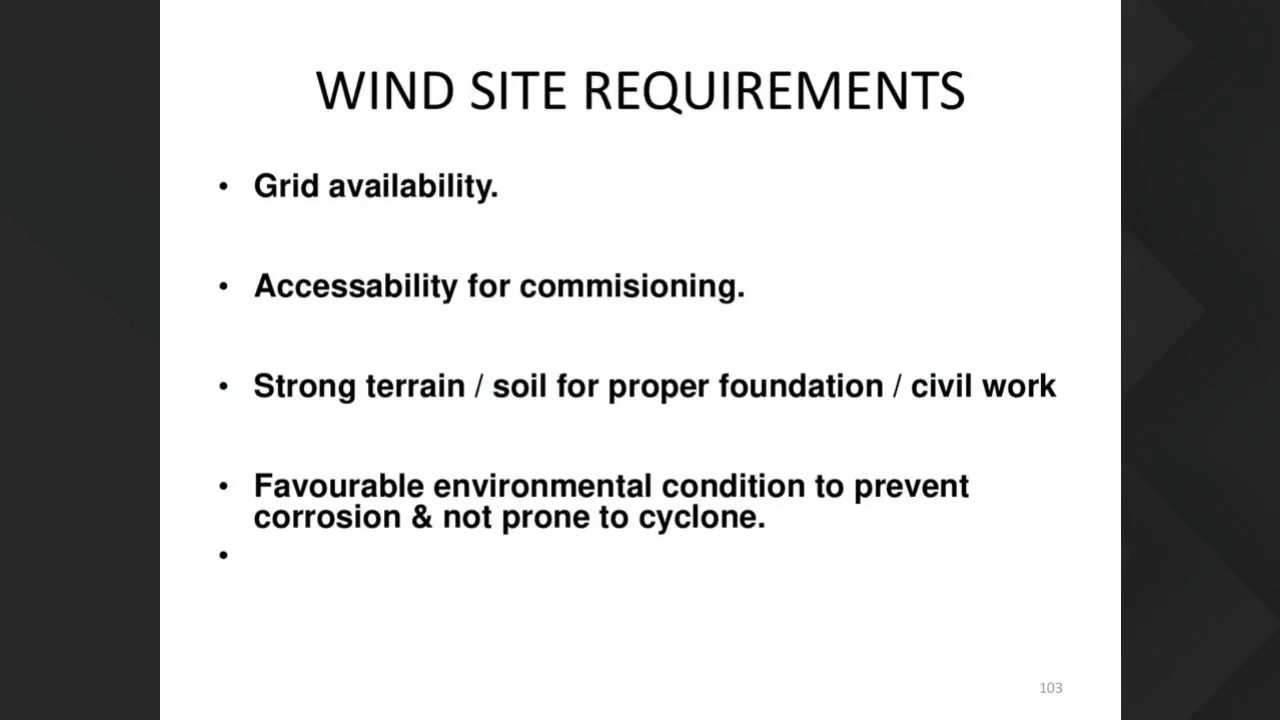 WIND SITE REQUIREMENTS
• Grid availability.
• Accessability for commisioning.
• Strong terrain / soil for proper foundation / civil work
• Favourable environmental condition to prevent
corrosion & not prone to cyclone.
•
103